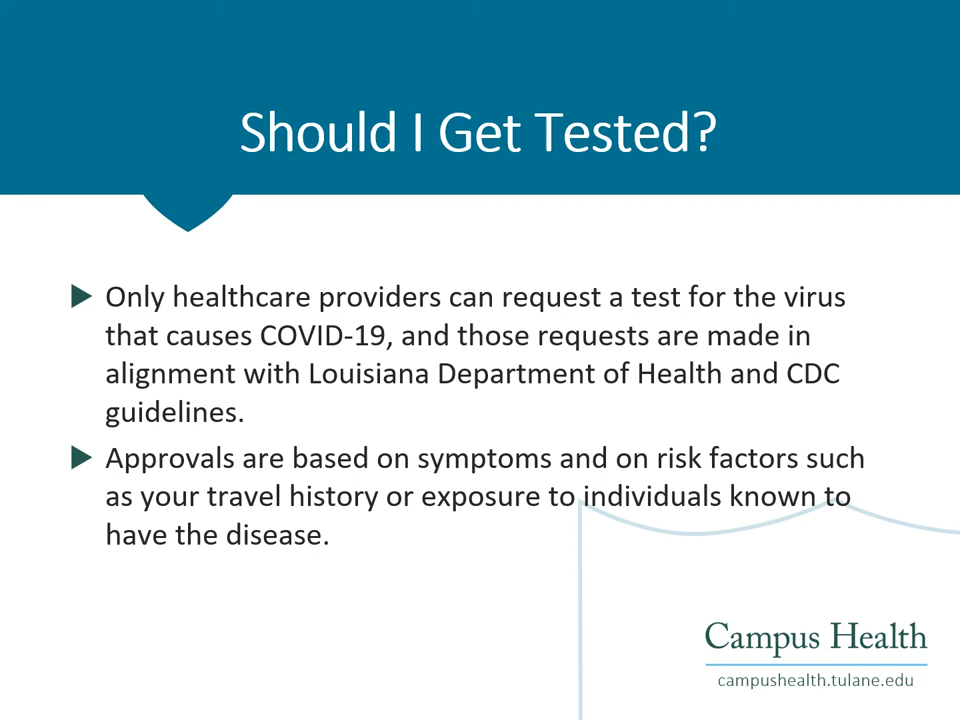 Should I Get Tested?
Only healthcare providers can request a test for the virus
that causes COVID-19, and those requests are made in
alignment with Louisiana Department of Health and CDC
guidelines.
Approvals are based on symptoms and on risk factors such
as your travel history or exposure to individuals known to
have the disease.
Campus Health
campushealth.tulane.edu